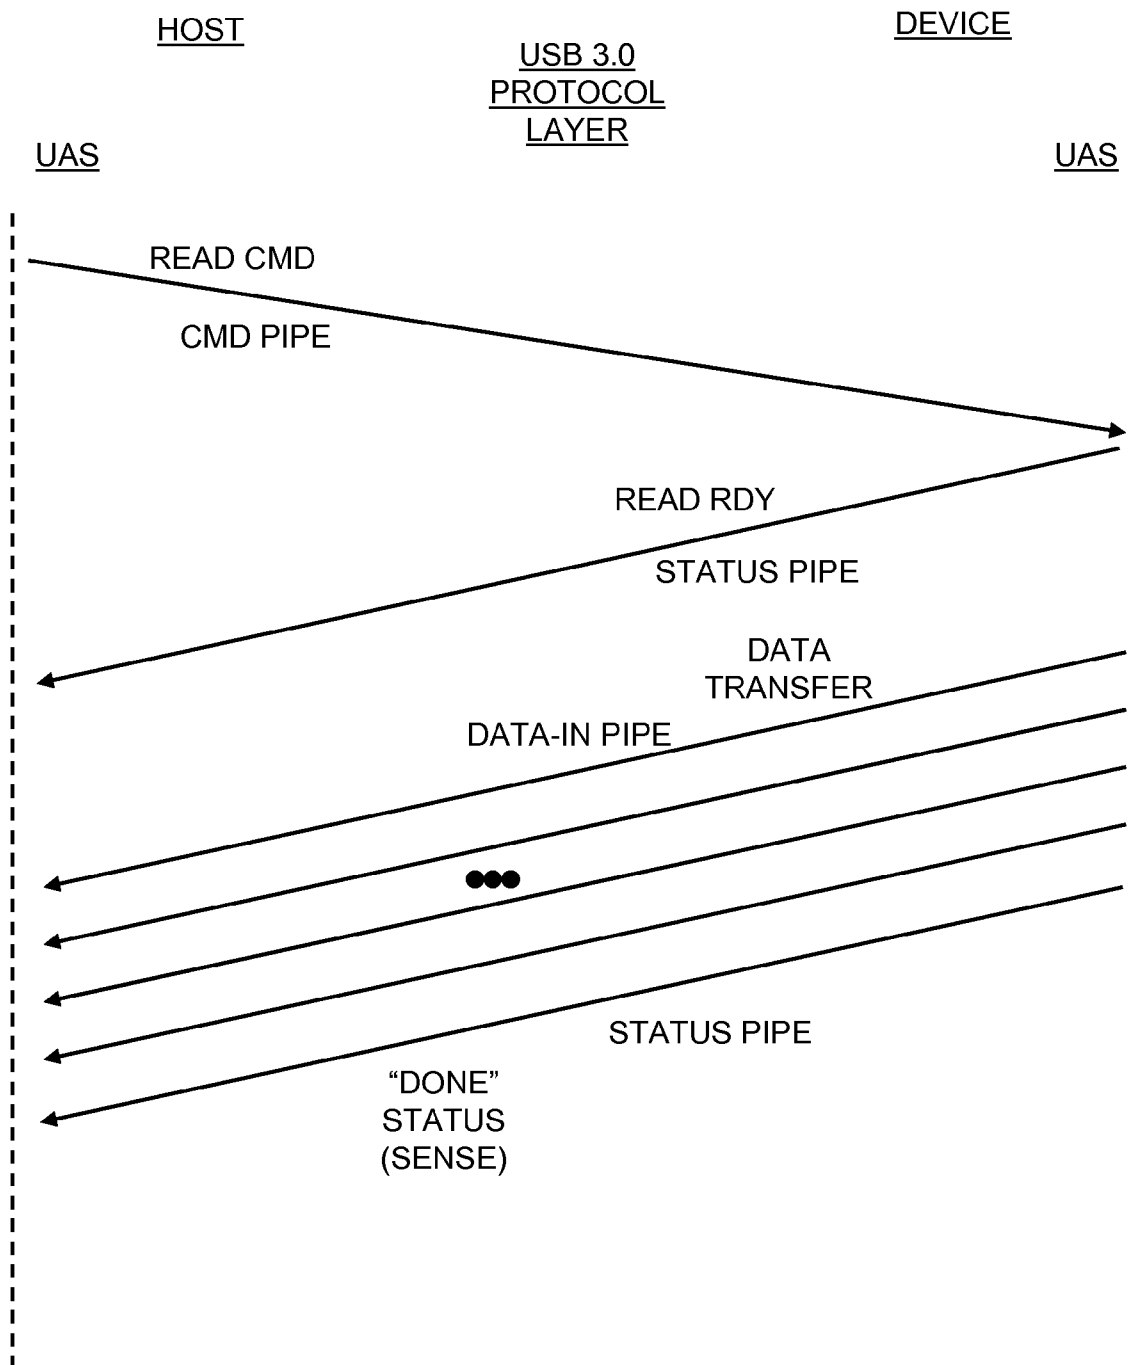 HOST
DEVICE
USB 3.0
PROTOCOL
LAYER
UAS
UAS
READ CMD
CMD PIPE
READ RDY
STATUS PIPE
DATA
TRANSFER
DATA-IN PIPE
STATUS PIPE
“DONE”
STATUS
(SENSE)